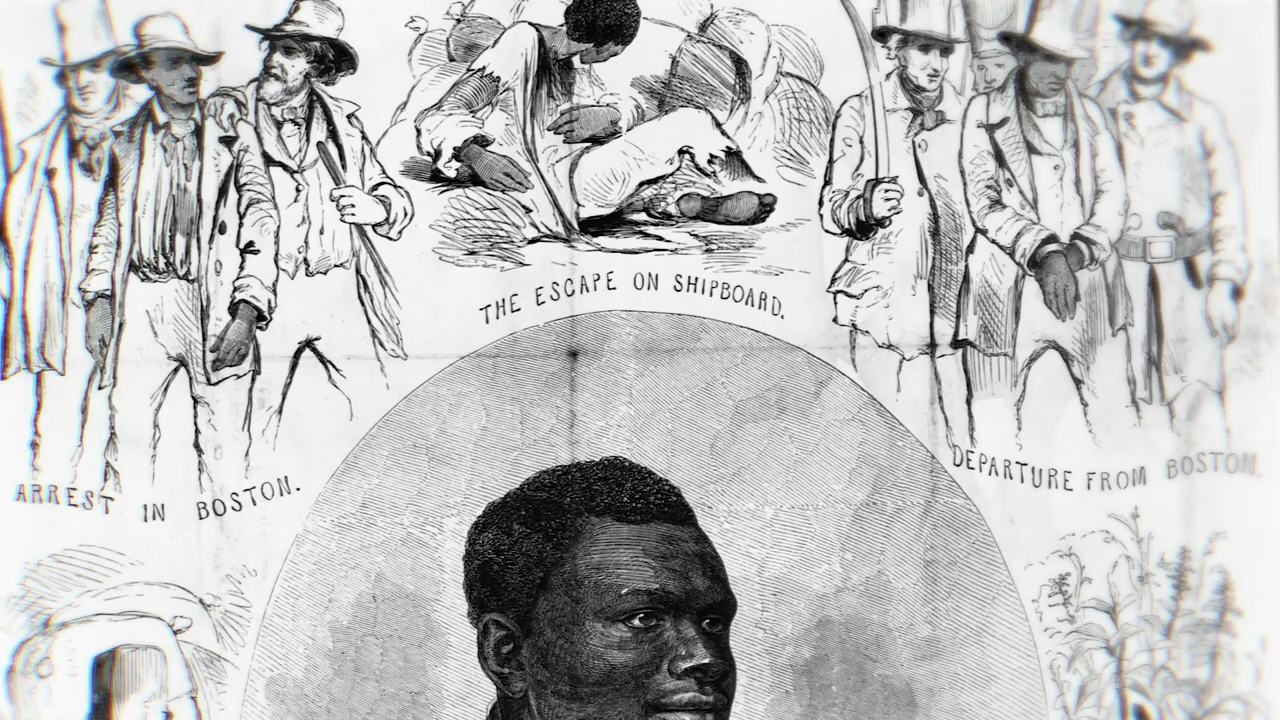 THE ESCAPE ON SHIPBOARD.
ARREST IN BOSTON.
DEPARTURE FROM BOSTON.